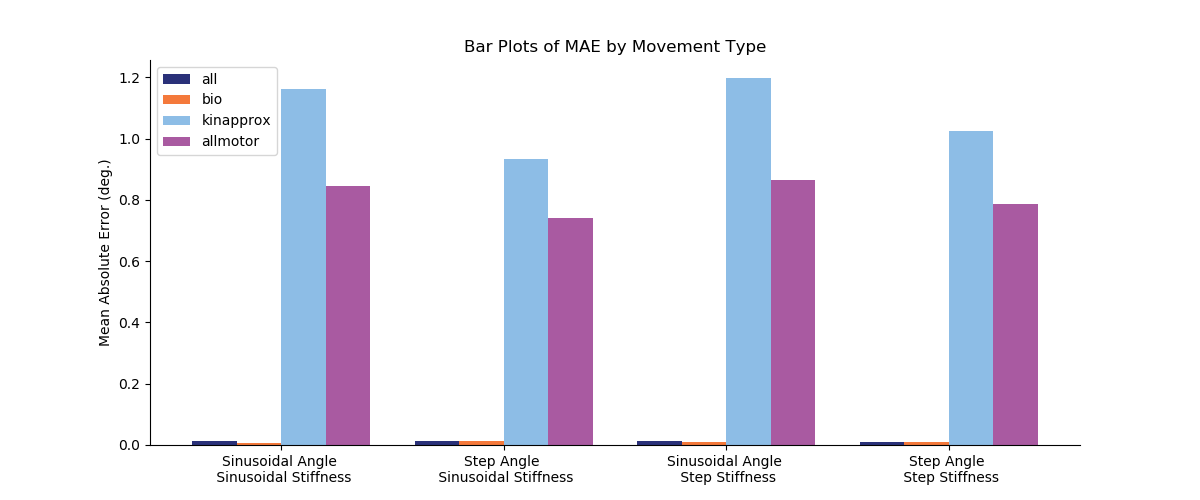 Bar Plots of MAE by Movement Type
all
bio
kinapprox
allmotor
Mean Absolute Error (deg.)
1.2
1.0
0.8
0.6
0.4
0.2
0.0
Sinusoidal Angle
Sinusoidal Stiffness
Step Angle
Sinusoidal Stiffness
Sinusoidal Angle
Step Stiffness
Step Angle
Step Stiffness